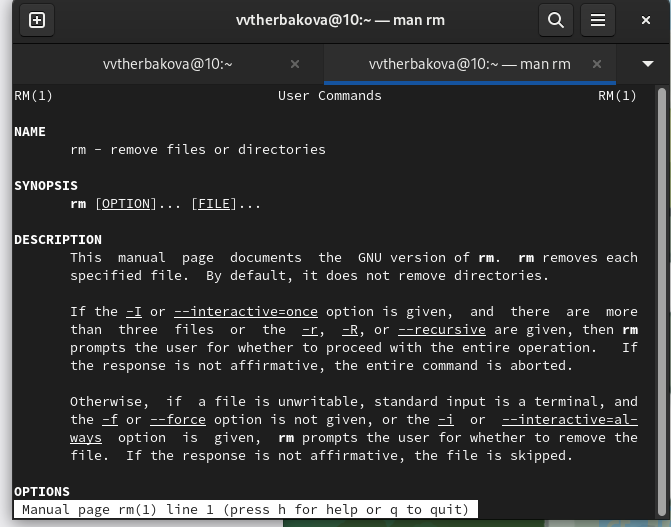 vvtherbakova@10:~ — man rm
vvtherbakova@10:~
vvtherbakova@10:~ — man rm
RM(1) User Commands RM(1)
NAME
rm - remove files or directories
SYNOPSIS
rm [OPTION]... [FILE]...
DESCRIPTION
This manual page documents the GNU version of rm. rm removes each
specified file. By default, it does not remove directories.
If the -I or --interactive=once option is given, and there are more
than three files or the -r, -R, or --recursive are given, then rm
prompts the user for whether to proceed with the entire operation. If
the response is not affirmative, the entire command is aborted.
Otherwise, if a file is unwritable, standard input is a terminal, and
the -f or --force option is not given, or the -i or --interactive=al-
ways option is given, rm prompts the user for whether to remove the
file. If the response is not affirmative, the file is skipped.
OPTIONS
Manual page rm(1) line 1 (press h for help or q to quit)